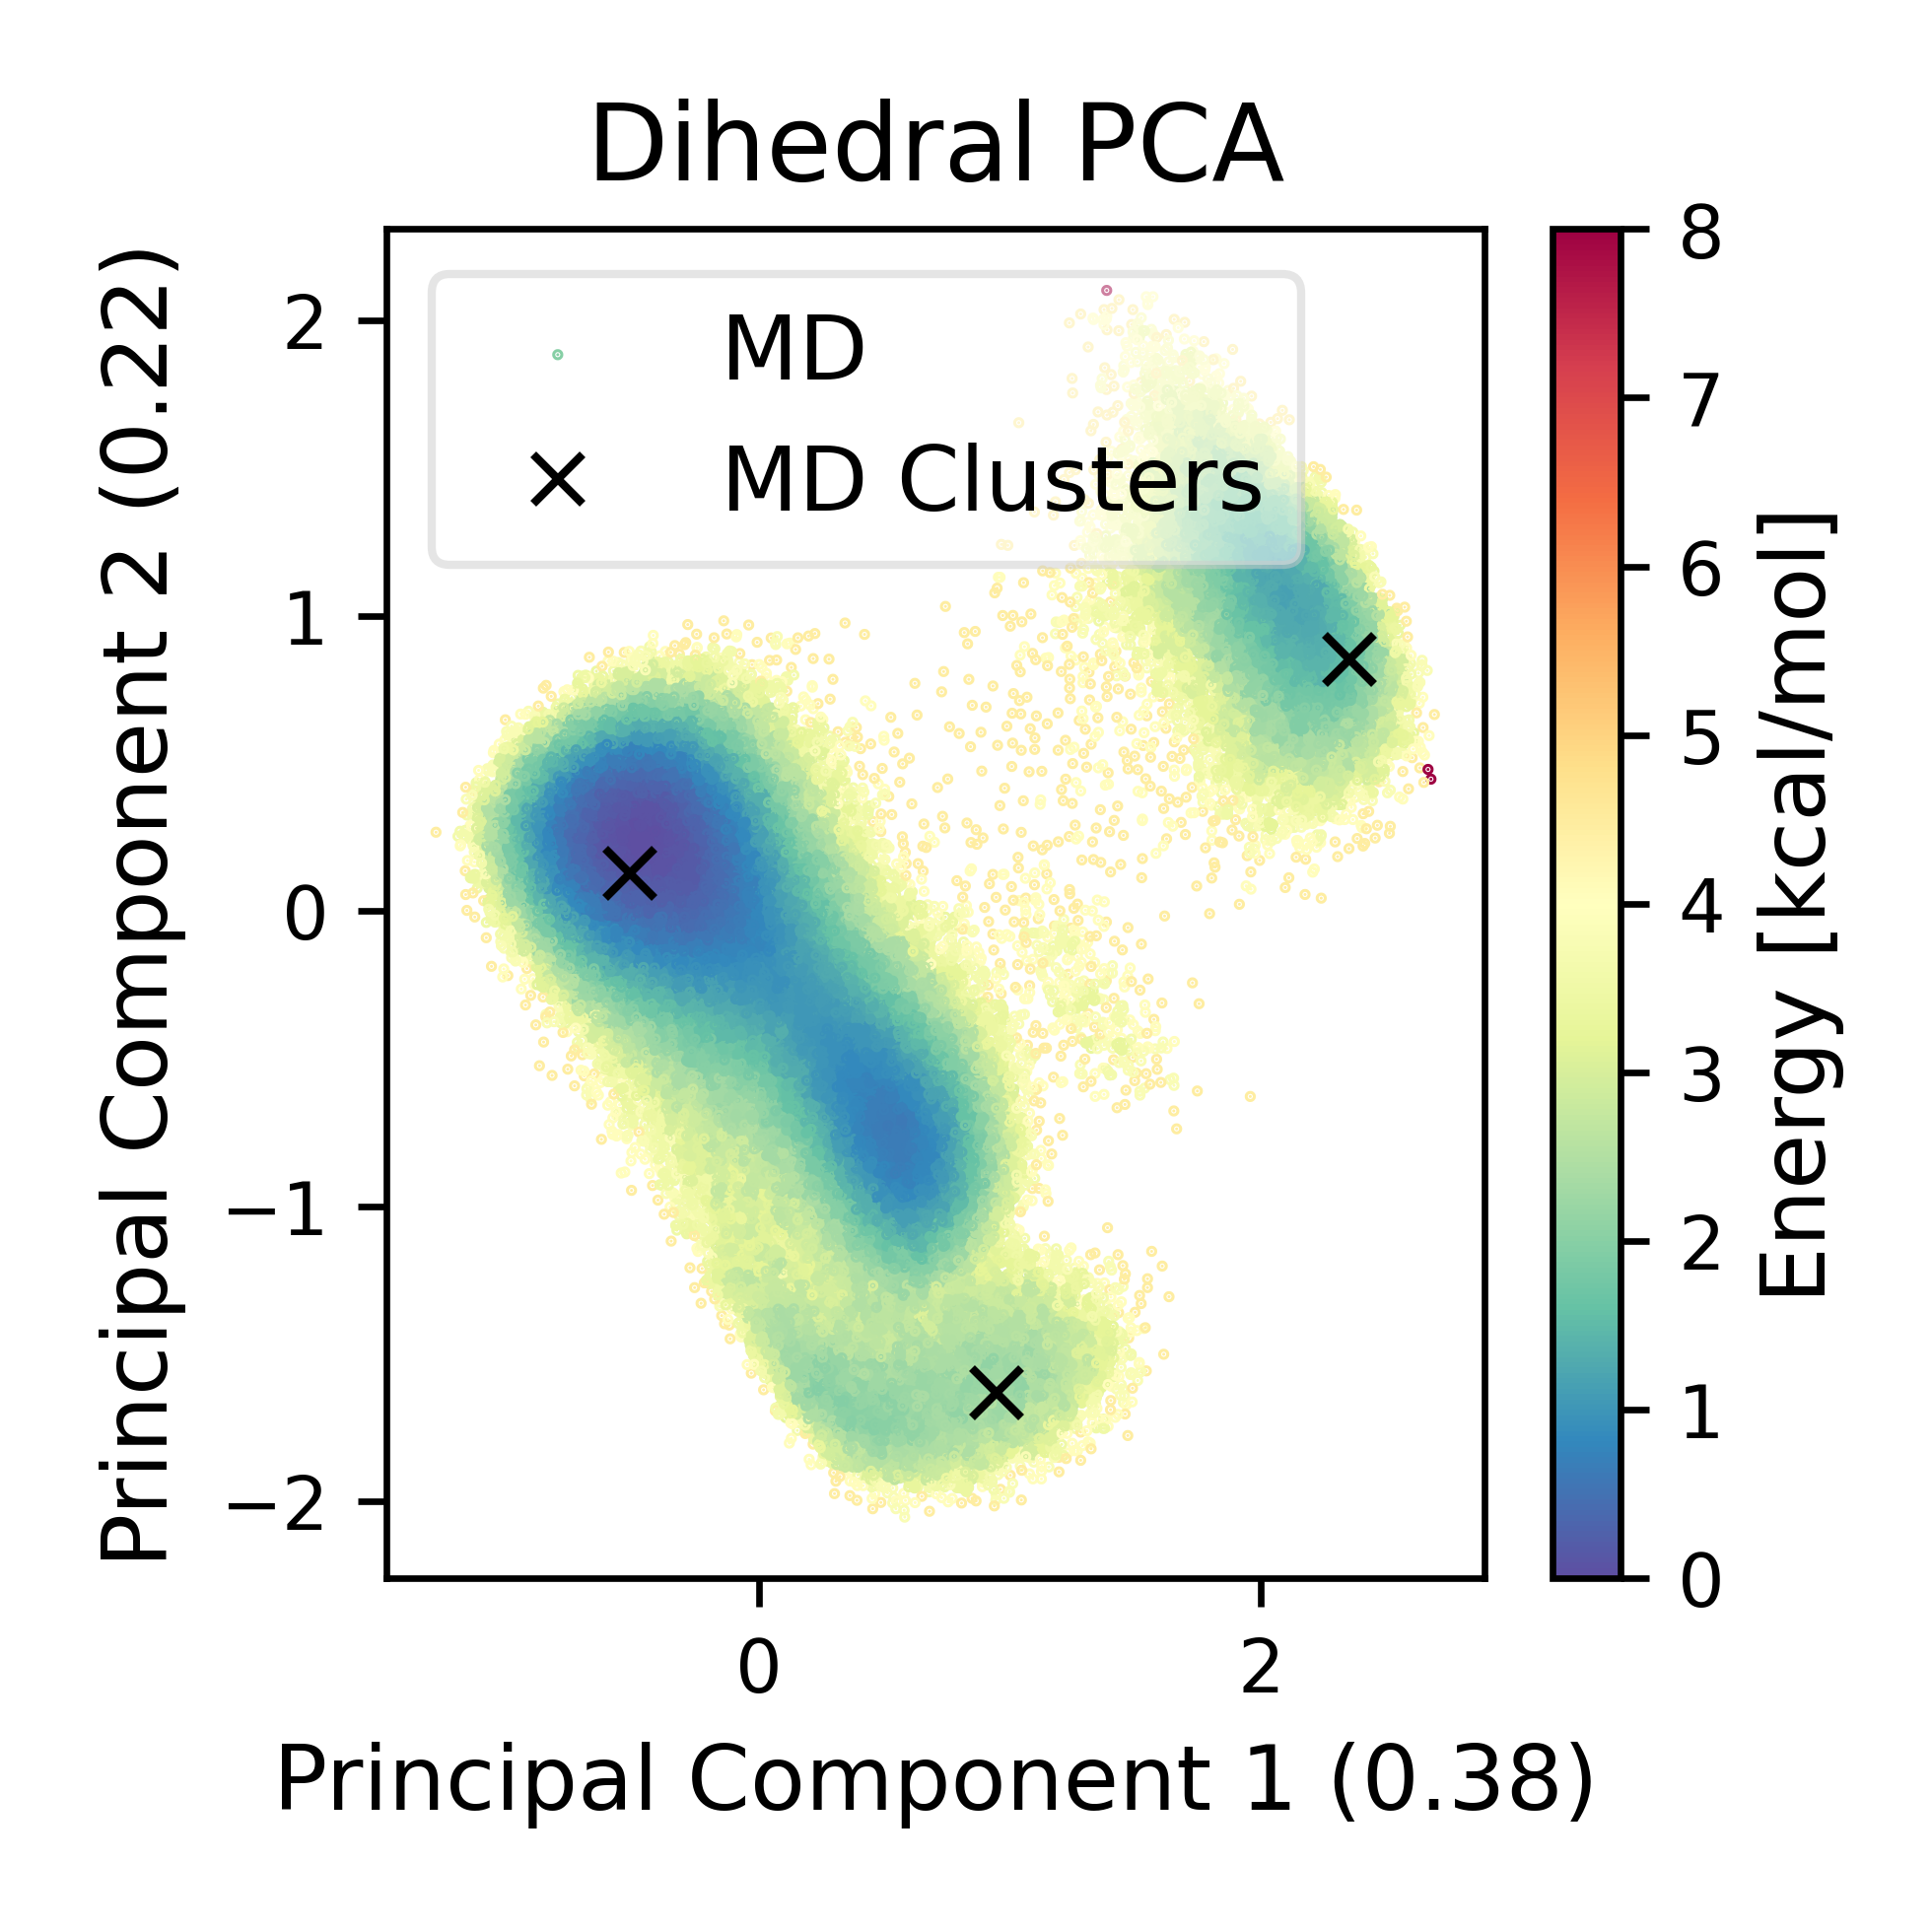 Dihedral PCA
MD
MD Clusters
Principal Component 2 (0.22)
2
1
0
−1
−2
0
2
Principal Component 1 (0.38)
8
7
6
5
4
3
2
1
0
Energy [kcal/mol]